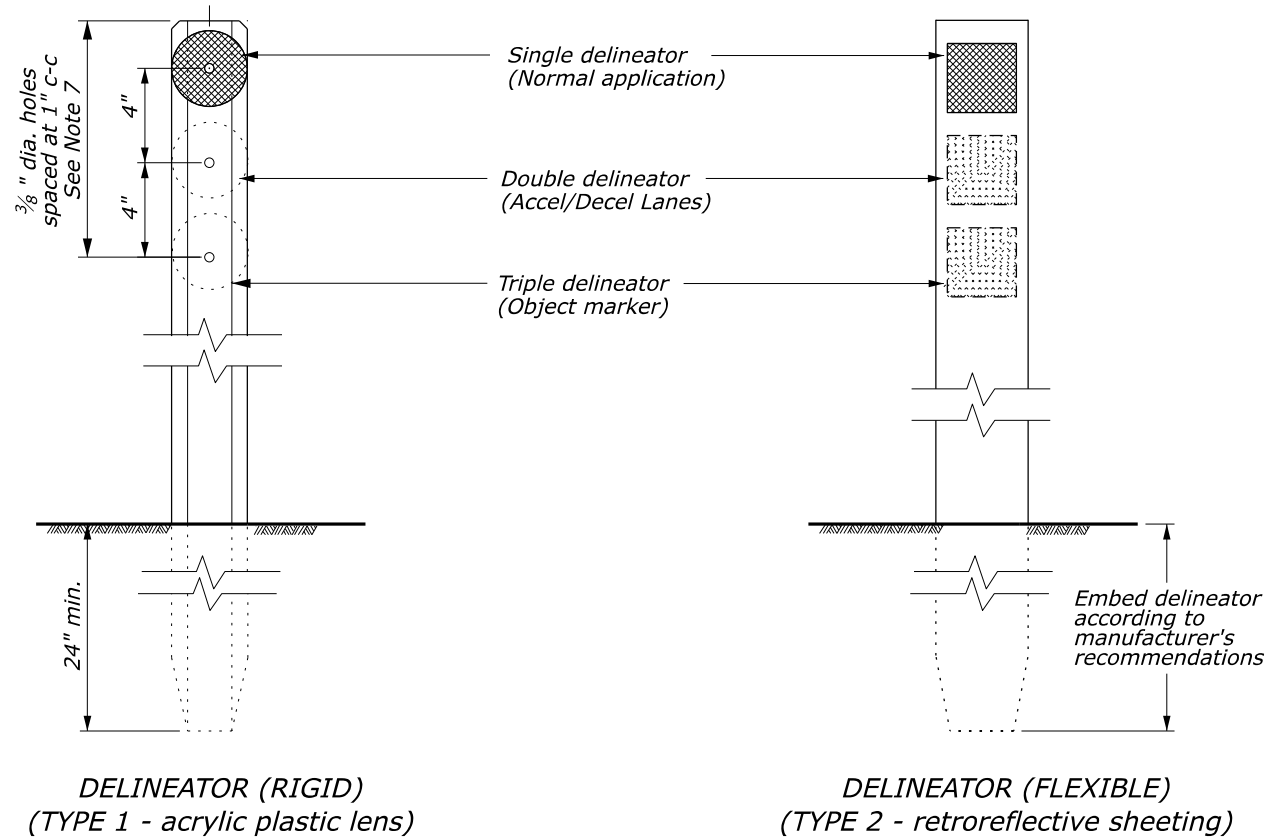 3/8 " dia. holes
spaced at 1" c-c
See Note 7
4"
4"
Single delineator
(Normal application)
Double delineator
(Accel/Decel Lanes)
Triple delineator
(Object marker)
24" min.
Embed delineator
according to
manufacturer's
recommendations
DELINEATOR (RIGID)
(TYPE 1 - acrylic plastic lens)
DELINEATOR (FLEXIBLE)
(TYPE 2 - retroreflective sheeting)